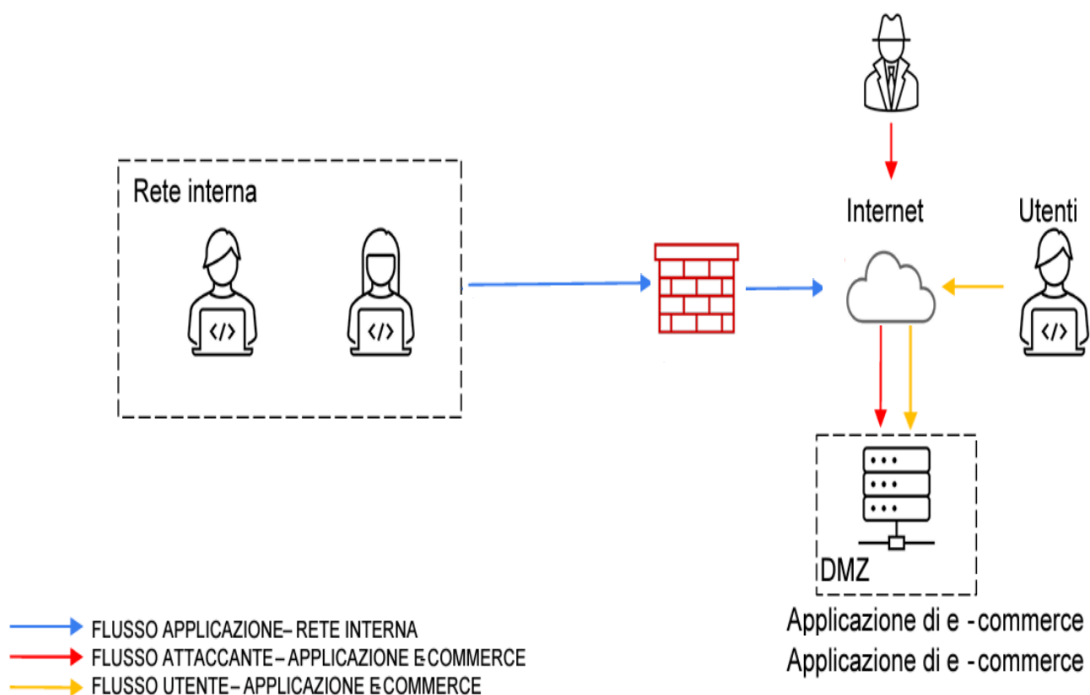 Rete interna
Internet
Utenti
</>
</>
</>
DMZ
Applicazione di e - commerce
Applicazione di e - commerce
FLUSSO APPLICAZIONE– RETE INTERNA
FLUSSO ATTACCANTE– APPLICAZIONE E-COMMERCE
FLUSSO UTENTE– APPLICAZIONE E-COMMERCE